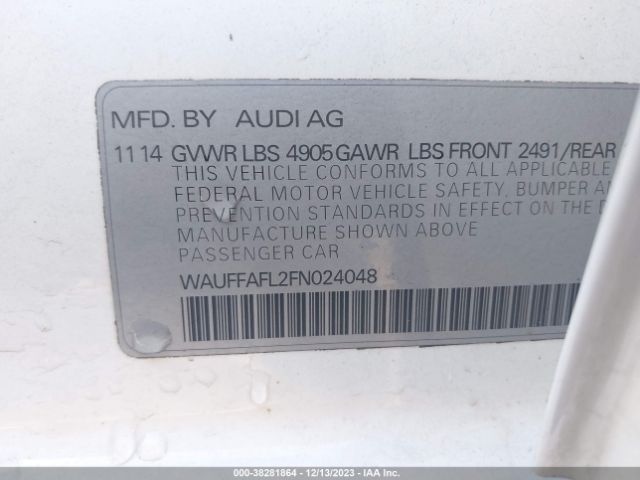 MFD. BY AUDI AG
11 14 GVWR LBS 4905 GAWR LBS FRONT 2491/REAR
THIS VEHICLE CONFORMS TO ALL APPLICABLE
FEDERAL MOTOR VEHICLE SAFETY, BUMPER AN
PREVENTION STANDARDS IN EFFECT ON THE D
MANUFACTURE SHOWN ABOVE
PASSENGER CAR
WAUFFAFL2FN024048
000-38281864 / 12/13/2023 - IAA Inc.